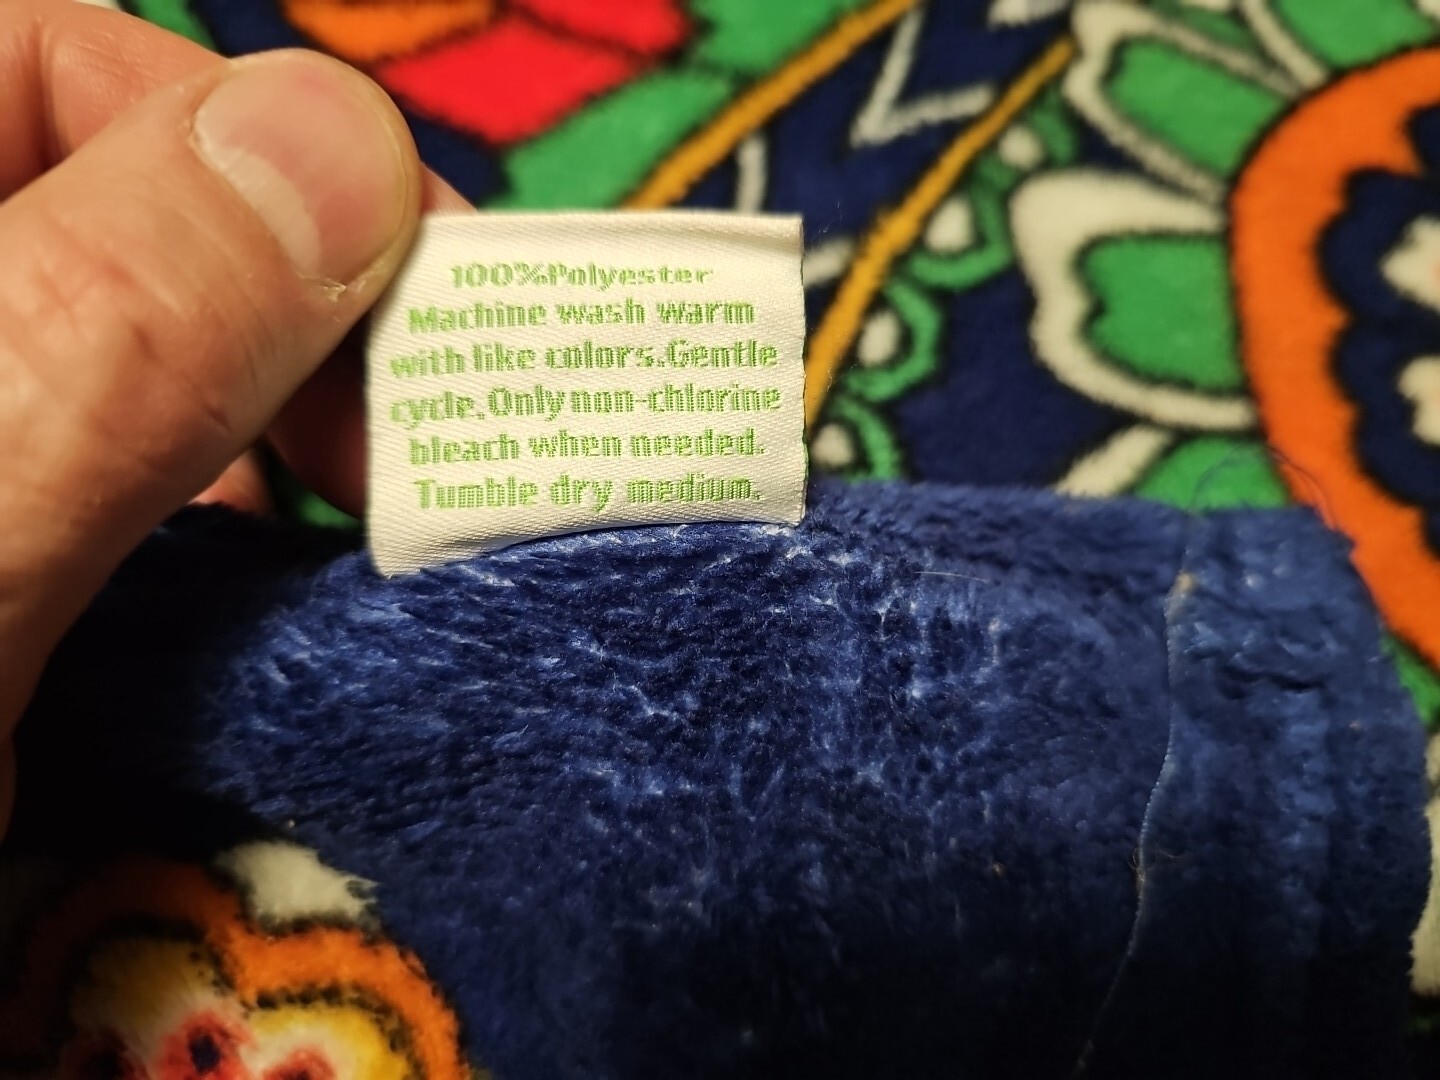 100%Polyester
Machine wash warm
with like colors.Gentle
cycle.Only non-chlorine
bleach when needed.
Tumble dry medium.